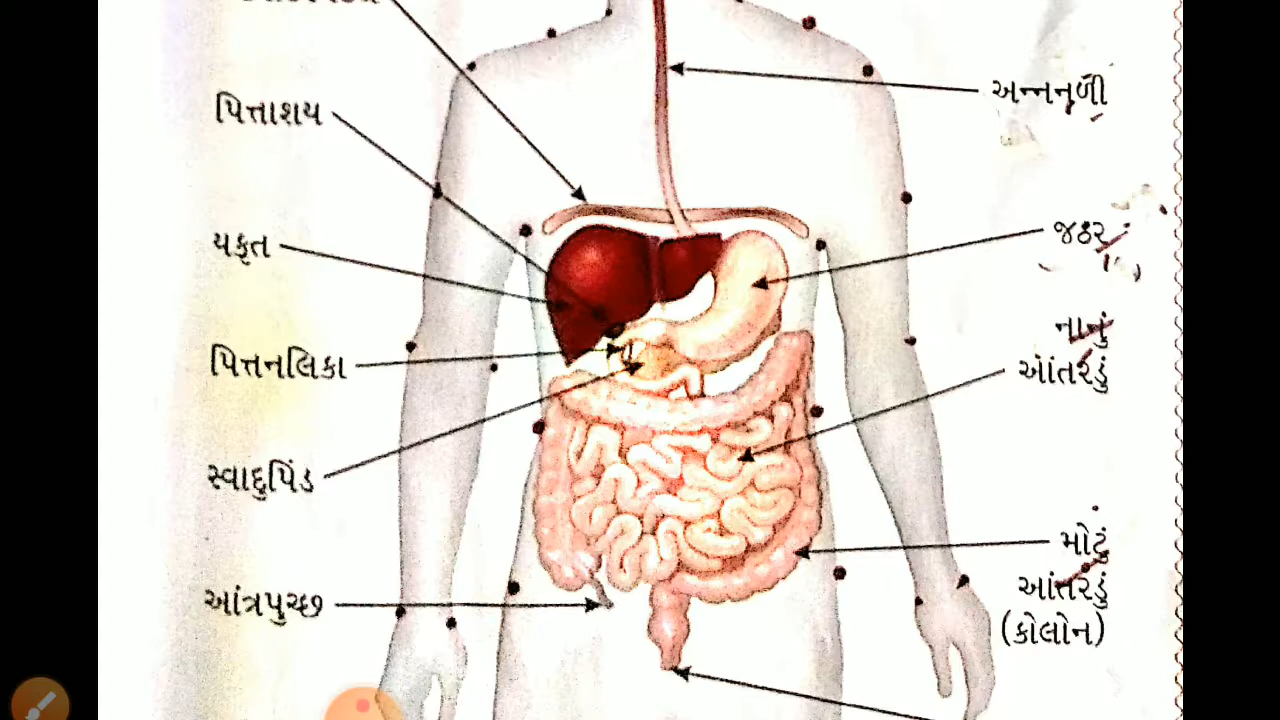 પિત્તાશય
અન્નનળી
યકૃત
જઠર
નાનું
આંતરડું
પિત્તનલિકા
સ્વાદુપિંડ
મોટું
આંતરડું
(કોલોન)
આંત્રપુચ્છ